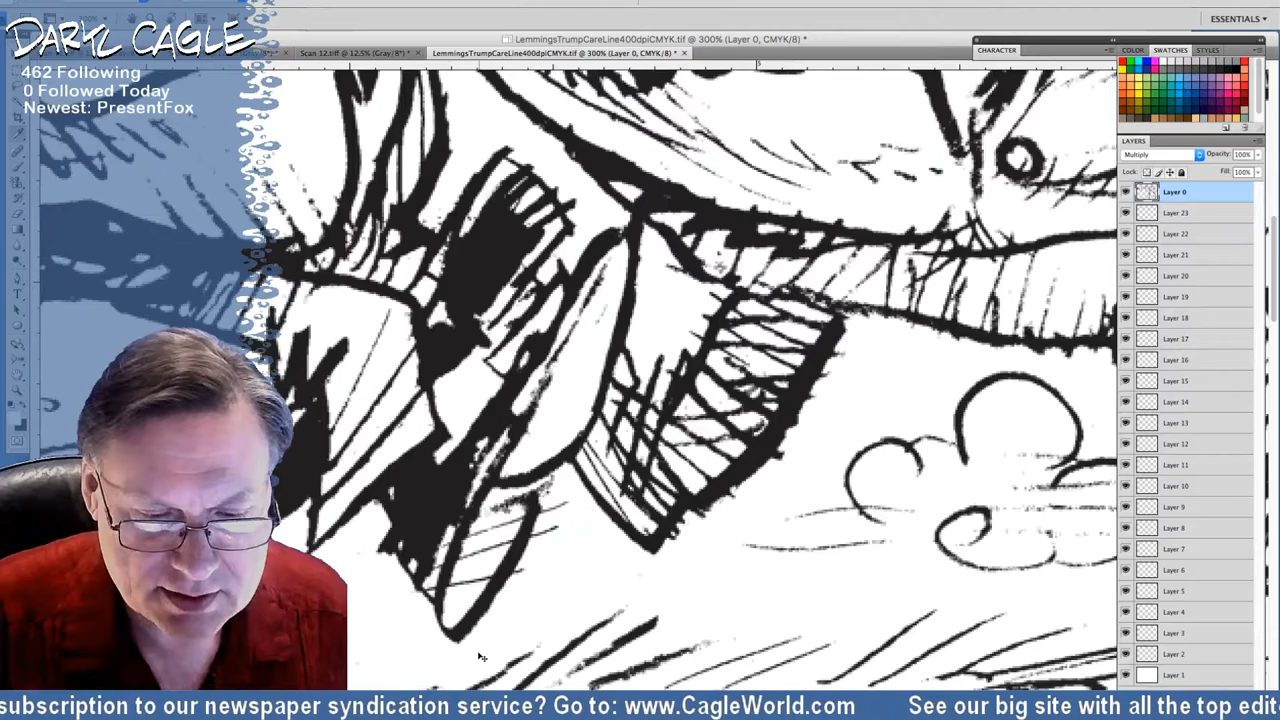 ESSENTIALS
DARYL CAGLE
LemmingsTrumpCareLine400dpiCMYK.tif @ 300% (Layer 0, CMYK/8) *
Scan 12.tiff @ 12.5% (Gray/8) *
LemmingsTrumpCareLine400dpiCMYK.tif @ 300% (Layer 0, CMYK/8) *
CHARACTER
COLOR
SWATCHES
STYLES
462 Following
0 Followed Today
Newest: PresentFox
5
LAYERS
Multiply
Opacity: 100%
Lock:
Fill: 100%
Layer 0
Layer 23
Layer 22
Layer 21
Layer 20
Layer 19
Layer 18
Layer 17
Layer 16
Layer 15
Layer 14
Layer 13
Layer 12
Layer 11
Layer 10
Layer 9
Layer 8
Layer 7
Layer 6
Layer 5
Layer 4
Layer 3
Layer 2
Layer 1
subscription to our newspaper syndication service? Go to: www.CagleWorld.com
See our big site with all the top edit